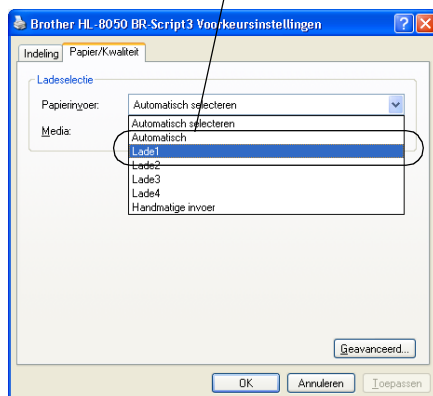 Brother HL-8050 BR-Script3 Voorkeursinstellingen
Indeling Papier/Kwaliteit
Ladeselectie
Papierinvoer: Automatisch selecteren
Automatisch selecteren
Media:
Automatisch
Lade1
Lade2
Lade3
Lade4
Handmatige invoer
Geavanceerd...
OK Annuleren Toepassen